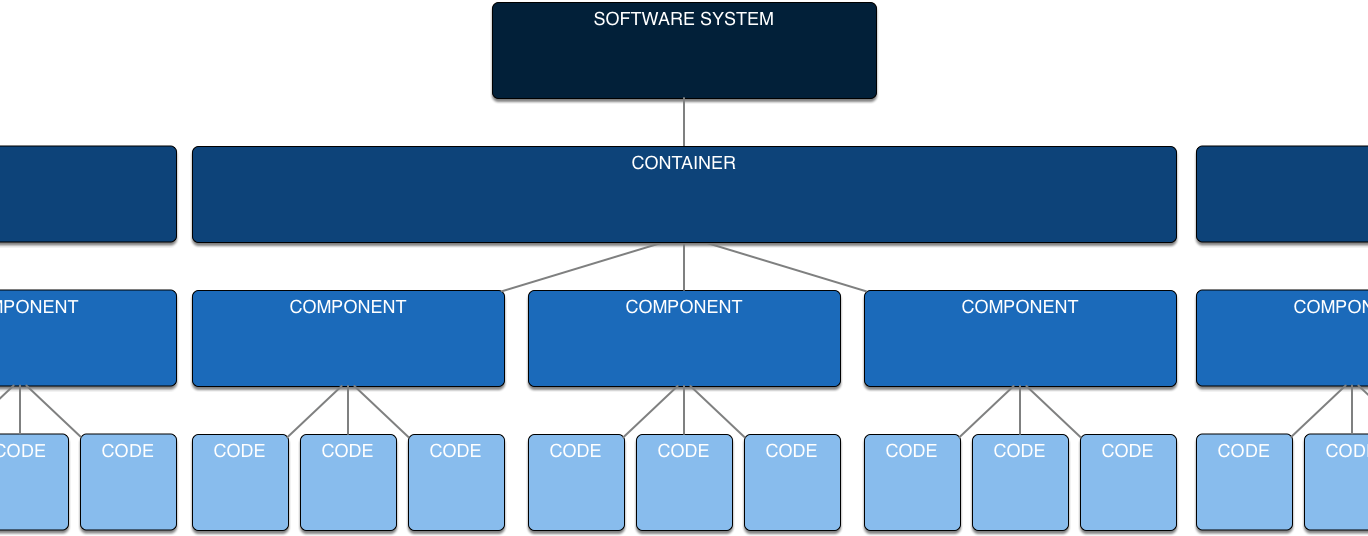 SOFTWARE SYSTEM
CONTAINER
MPONENT COMPONENT COMPONENT COMPONENT COMPON
CODE CODE CODE CODE CODE CODE CODE CODE CODE CODE CODE CODE COD